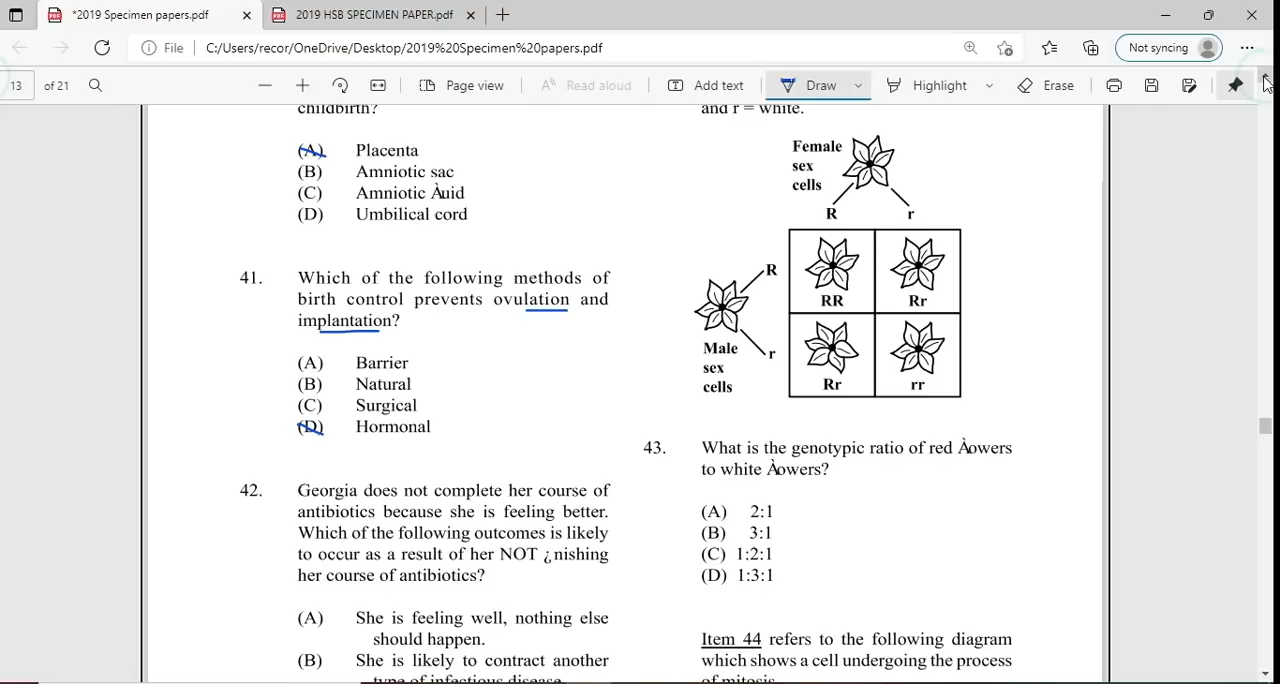 *2019 Specimen papers.pdf
2019 HSB SPECIMEN PAPER.pdf
File
C:/Users/recor/OneDrive/Desktop/2019%20Specimen%20papers.pdf
Not syncing
13
of 21
Page view
Read aloud
Add text
Draw
Highlight
Erase
childbirth?
(A) Placenta
(B) Amniotic sac
(C) Amniotic Àuid
(D) Umbilical cord
41. Which of the following methods of
birth control prevents ovulation and
implantation?
(A) Barrier
(B) Natural
(C) Surgical
(D) Hormonal
42. Georgia does not complete her course of
antibiotics because she is feeling better.
Which of the following outcomes is likely
to occur as a result of her NOT ¿nishing
her course of antibiotics?
(A) She is feeling well, nothing else
should happen.
(B) She is likely to contract another
type of infectious disease.
and r = white.
Female
sex
cells
R r
R
RR Rr
Male
sex
cells
r
Rr rr
43. What is the genotypic ratio of red Àowers
to white Àowers?
(A) 2:1
(B) 3:1
(C) 1:2:1
(D) 1:3:1
Item 44 refers to the following diagram
which shows a cell undergoing the process
of mitosis.